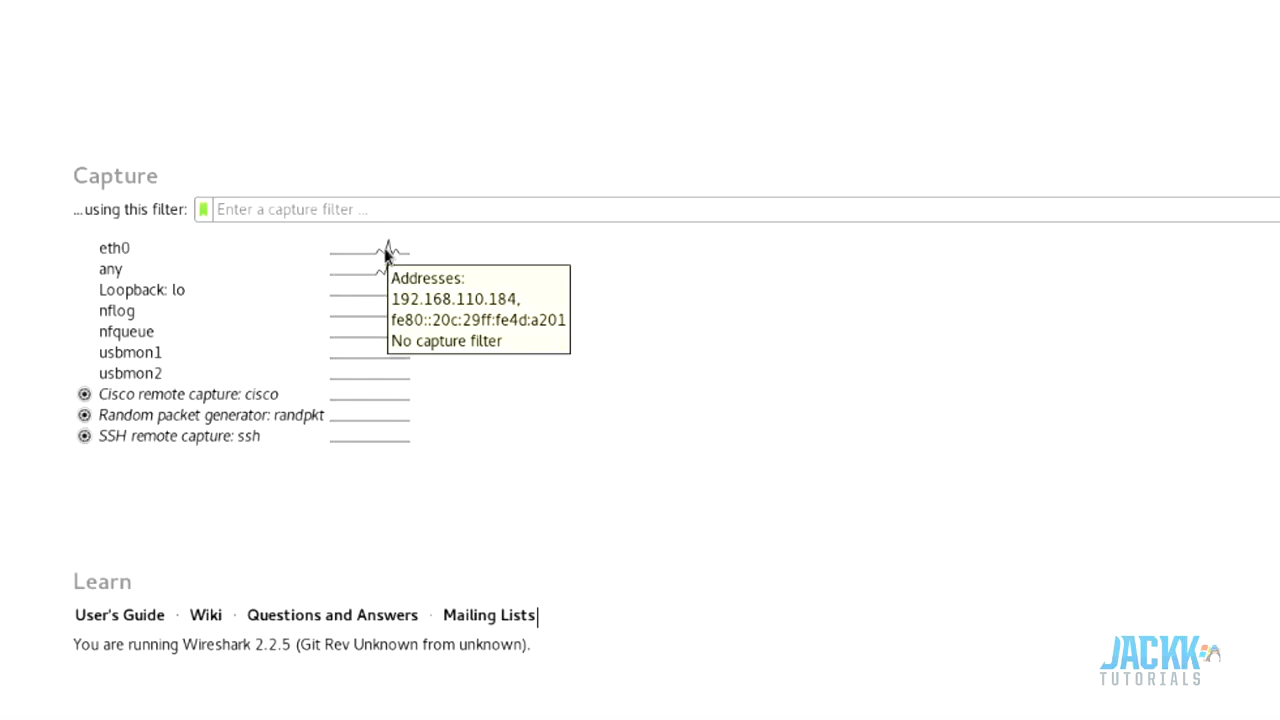 Capture
...using this filter: Enter a capture filter ...
eth0
any
Loopback: lo
nflog
nfqueue
usbmon1
usbmon2
Cisco remote capture: cisco
Random packet generator: randpkt
SSH remote capture: ssh
Addresses:
192.168.110.184,
fe80::20c:29ff:fe4d:a201
No capture filter
Learn
User's Guide · Wiki · Questions and Answers · Mailing Lists
You are running Wireshark 2.2.5 (Git Rev Unknown from unknown).
JACKK
TUTORIALS